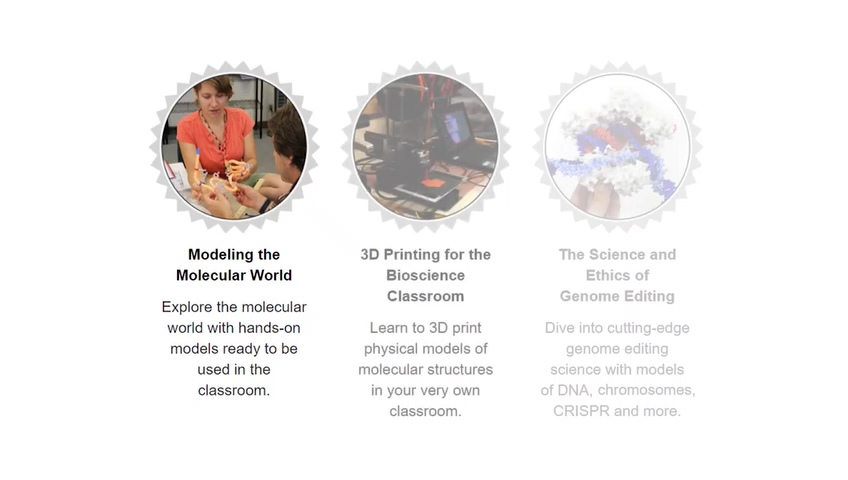 Modeling the
Molecular World
Explore the molecular
world with hands-on
models ready to be
used in the
classroom.
3D Printing for the
Bioscience
Classroom
Learn to 3D print
physical models of
molecular structures
in your very own
classroom.
The Science and
Ethics of
Genome Editing
Dive into cutting-edge
genome editing
science with models
of DNA, chromosomes,
CRISPR and more.